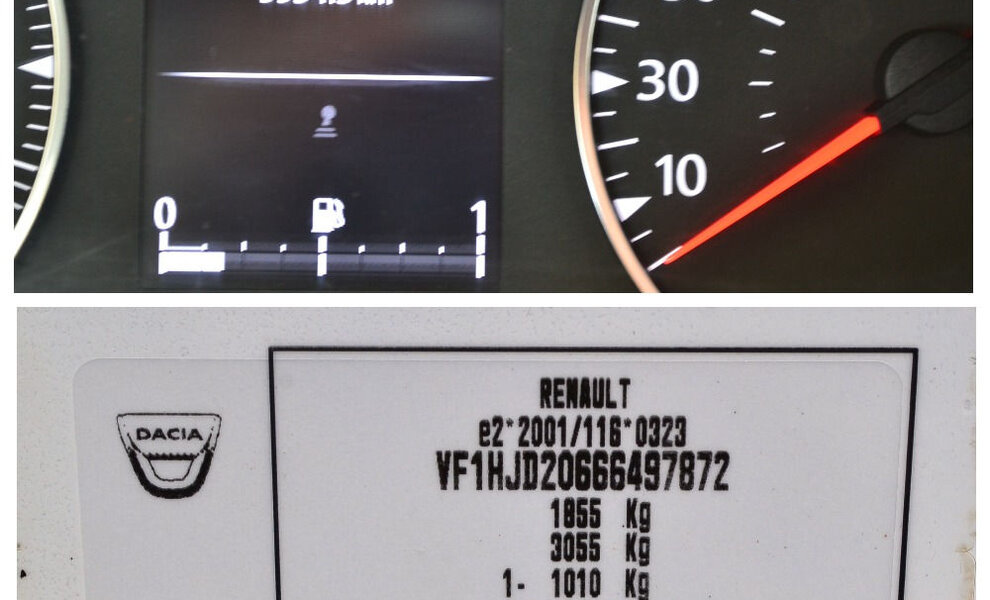 30
10
0 1
DACIA
RENAULT
e2*2001/116*0323
VF1HJD20666497872
1855 Kg
3055 Kg
1- 1010 Kg